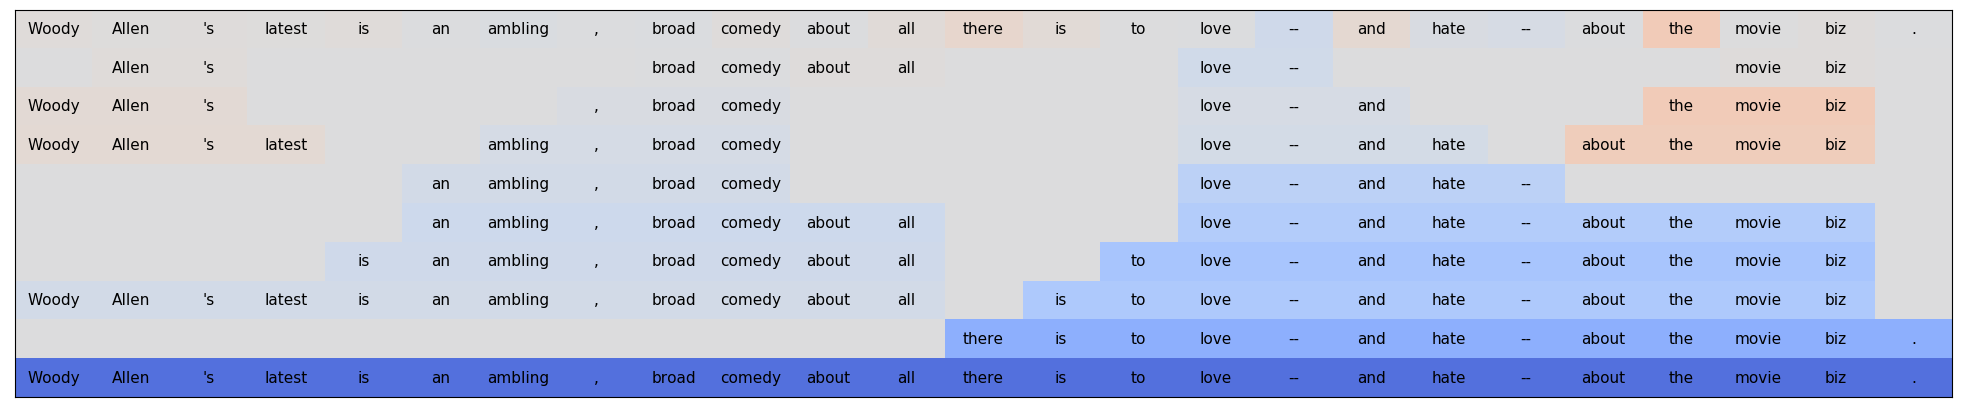 Woody Allen 's latest is an ambling , broad comedy about all there is to love -- and hate -- about the movie biz .
Allen 's broad comedy about all love -- movie biz
Woody Allen 's , broad comedy love -- and the movie biz
Woody Allen 's latest ambling , broad comedy love -- and hate about the movie biz
an ambling , broad comedy love -- and hate --
an ambling , broad comedy about all love -- and hate -- about the movie biz
is an ambling , broad comedy about all to love -- and hate -- about the movie biz
Woody Allen 's latest is an ambling , broad comedy about all is to love -- and hate -- about the movie biz
there is to love -- and hate -- about the movie biz .
Woody Allen 's latest is an ambling , broad comedy about all there is to love -- and hate -- about the movie biz .